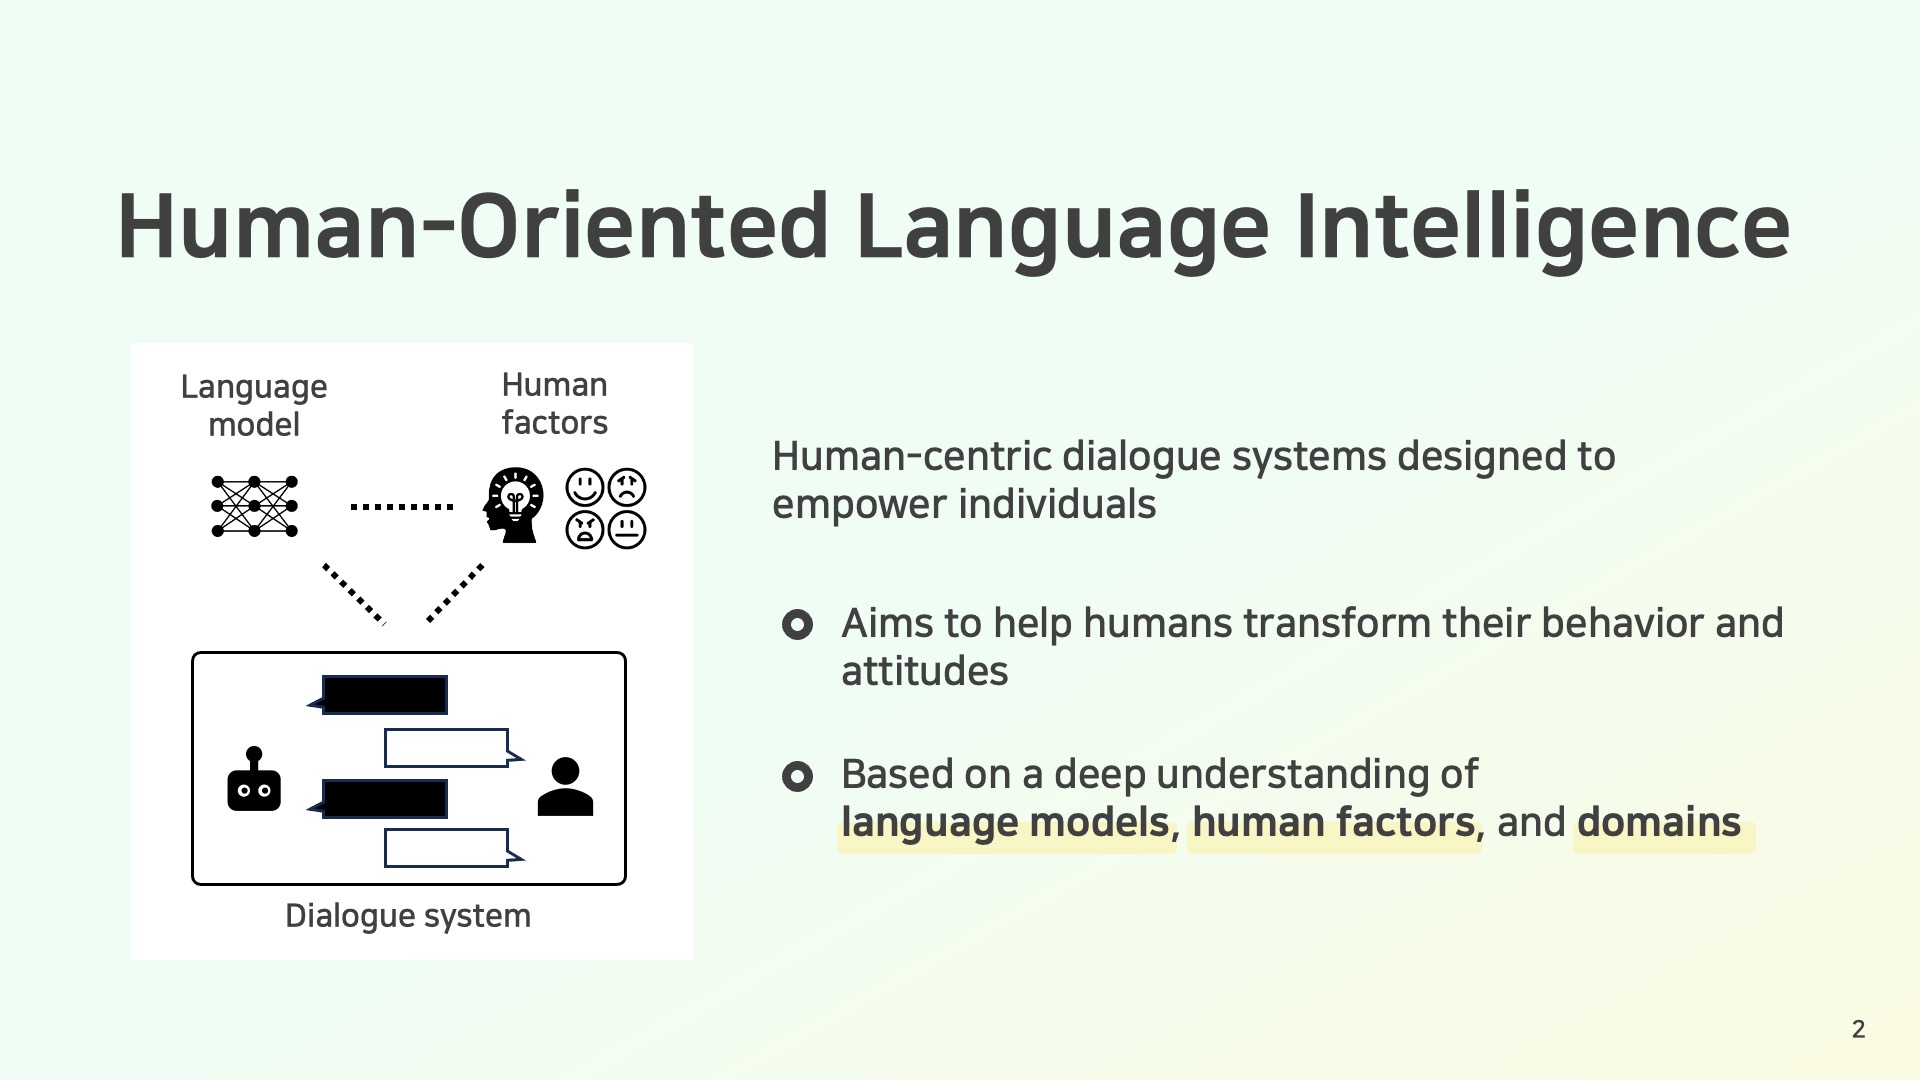 Human-Oriented Language Intelligence
Language
model
Human
factors
Dialogue system
Human-centric dialogue systems designed to
empower individuals
Aims to help humans transform their behavior and
attitudes
Based on a deep understanding of
language models, human factors, and domains
2